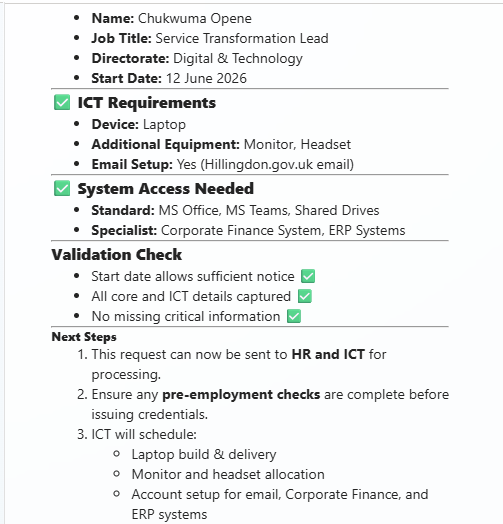 • Name: Chukwuma Opene
• Job Title: Service Transformation Lead
• Directorate: Digital & Technology
• Start Date: 12 June 2026
✅ ICT Requirements
• Device: Laptop
• Additional Equipment: Monitor, Headset
• Email Setup: Yes (Hillingdon.gov.uk email)
✅ System Access Needed
• Standard: MS Office, MS Teams, Shared Drives
• Specialist: Corporate Finance System, ERP Systems
Validation Check
• Start date allows sufficient notice ✅
• All core and ICT details captured ✅
• No missing critical information ✅
Next Steps
1. This request can now be sent to HR and ICT for
processing.
2. Ensure any pre-employment checks are complete before
issuing credentials.
3. ICT will schedule:
○ Laptop build & delivery
○ Monitor and headset allocation
○ Account setup for email, Corporate Finance, and
ERP systems